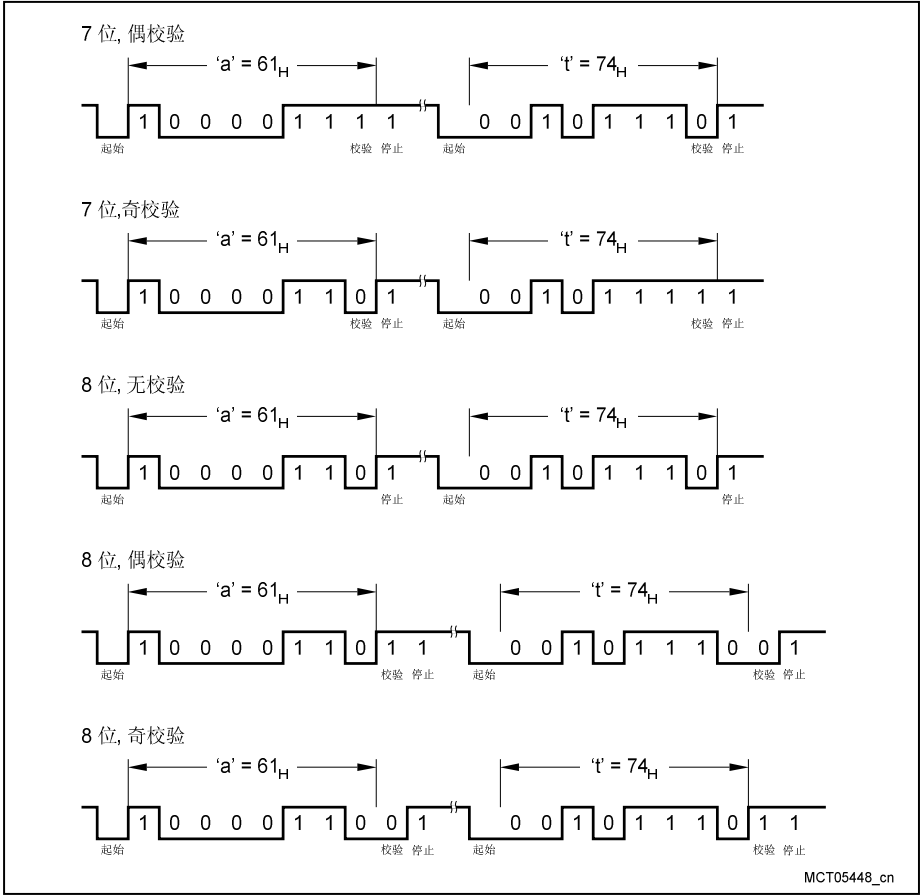 7 位, 偶校验
‘a’ = 61H ‘t’ = 74H
1 0 0 0 0 1 1 1 1 0 0 1 0 1 1 1 0 1
起始 校验 停止 起始 校验 停止
7 位,奇校验
‘a’ = 61H ‘t’ = 74H
1 0 0 0 0 1 1 0 1 0 0 1 0 1 1 1 1 1
起始 校验 停止 起始 校验 停止
8 位, 无校验
‘a’ = 61H ‘t’ = 74H
1 0 0 0 0 1 1 0 1 0 0 1 0 1 1 1 0 1
起始 停止 起始 停止
8 位, 偶校验
‘a’ = 61H ‘t’ = 74H
1 0 0 0 0 1 1 0 1 1 0 0 1 0 1 1 1 0 0 1
起始 校验 停止 起始 校验 停止
8 位, 奇校验
‘a’ = 61H ‘t’ = 74H
1 0 0 0 0 1 1 0 0 1 0 0 1 0 1 1 1 0 1 1
起始 校验 停止 起始 校验 停止
MCT05448_cn